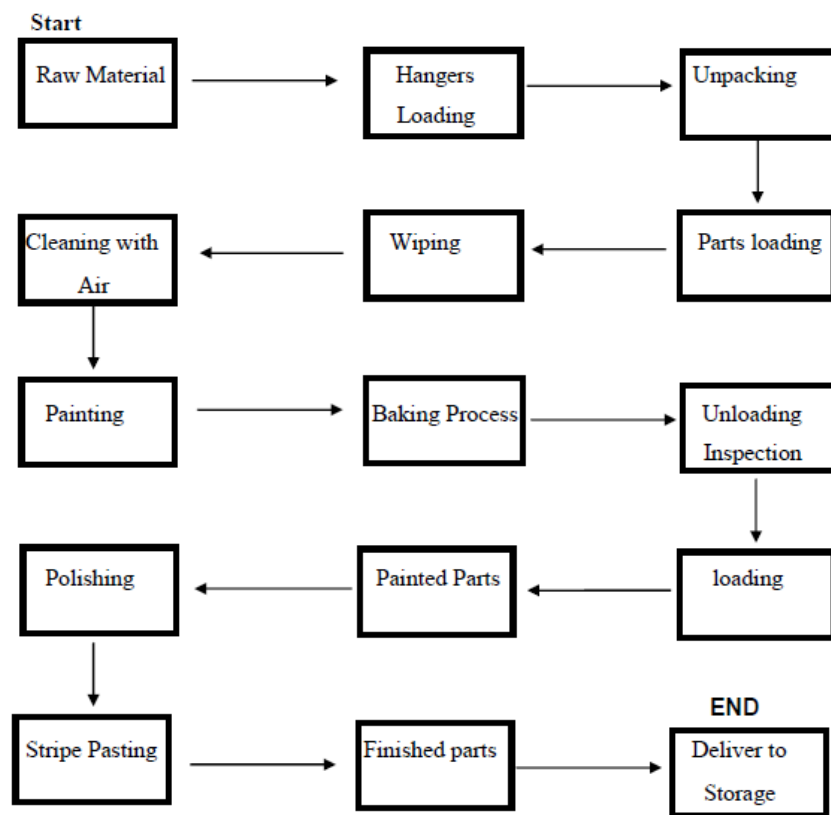 Start
Raw Material
Hangers
Loading
Unpacking
Parts loading
Wiping
Cleaning with
Air
Painting
Baking Process
Unloading
Inspection
loading
Painted Parts
Polishing
Stripe Pasting
Finished parts
END
Deliver to
Storage